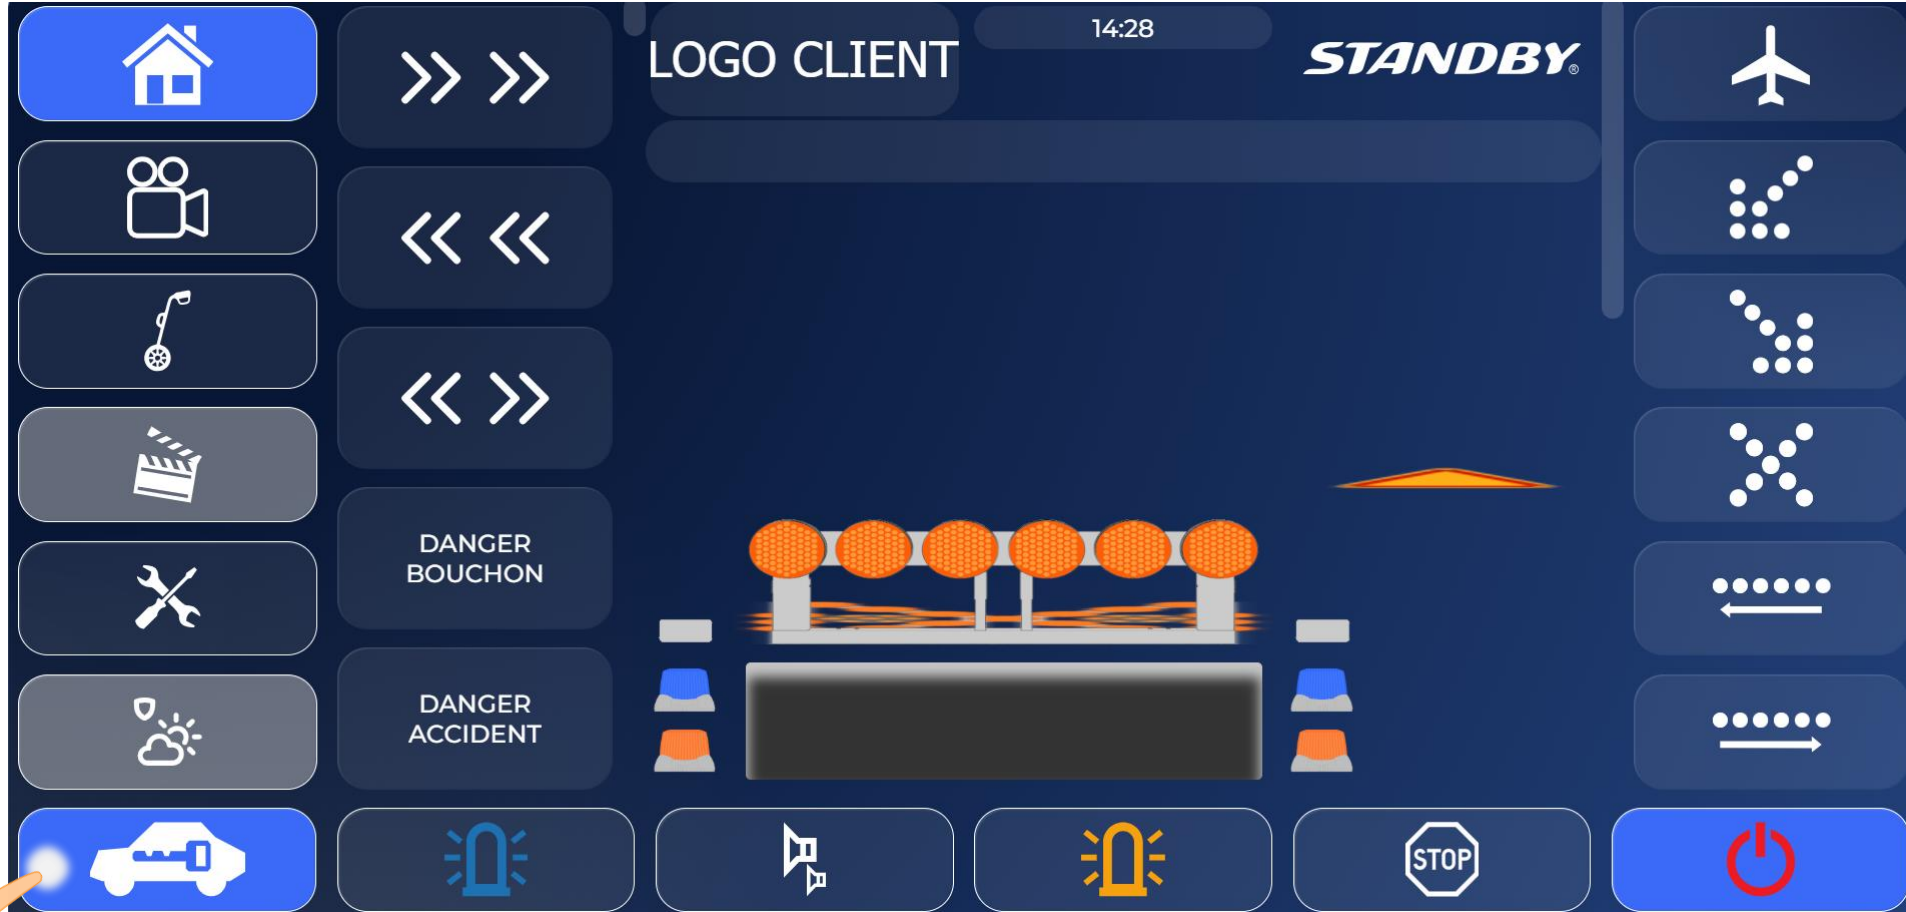 LOGO CLIENT
14:28
STANDBY®
DANGER
BOUCHON
DANGER
ACCIDENT
STOP